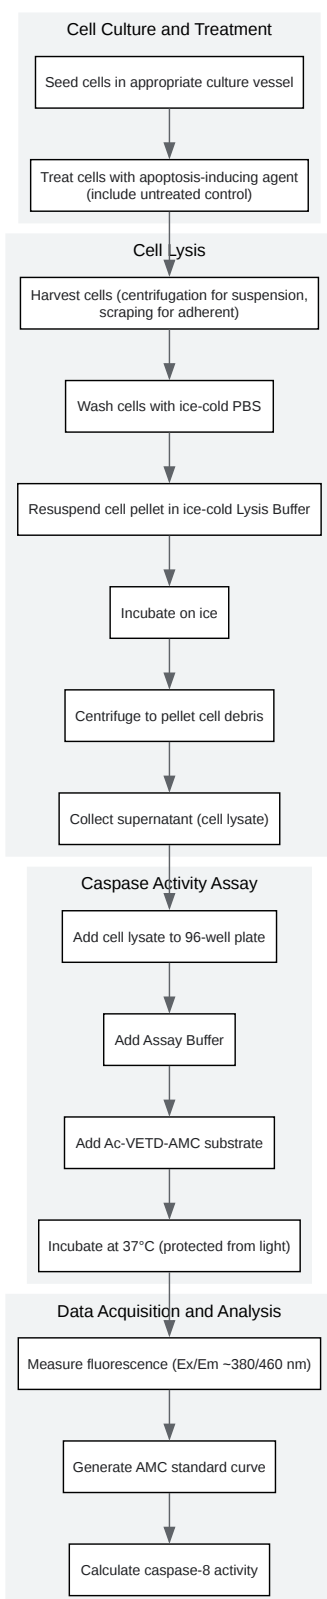 Cell Culture and Treatment
Seed cells in appropriate culture vessel
Treat cells with apoptosis-inducing agent
(include untreated control)
Cell Lysis
Harvest cells (centrifugation for suspension,
scraping for adherent)
Wash cells with ice-cold PBS
Resuspend cell pellet in ice-cold Lysis Buffer
Incubate on ice
Centrifuge to pellet cell debris
Collect supernatant (cell lysate)
Caspase Activity Assay
Add cell lysate to 96-well plate
Add Assay Buffer
Add Ac-VETD-AMC substrate
Incubate at 37°C (protected from light)
Data Acquisition and Analysis
Measure fluorescence (Ex/Em ~380/460 nm)
Generate AMC standard curve
Calculate caspase-8 activity